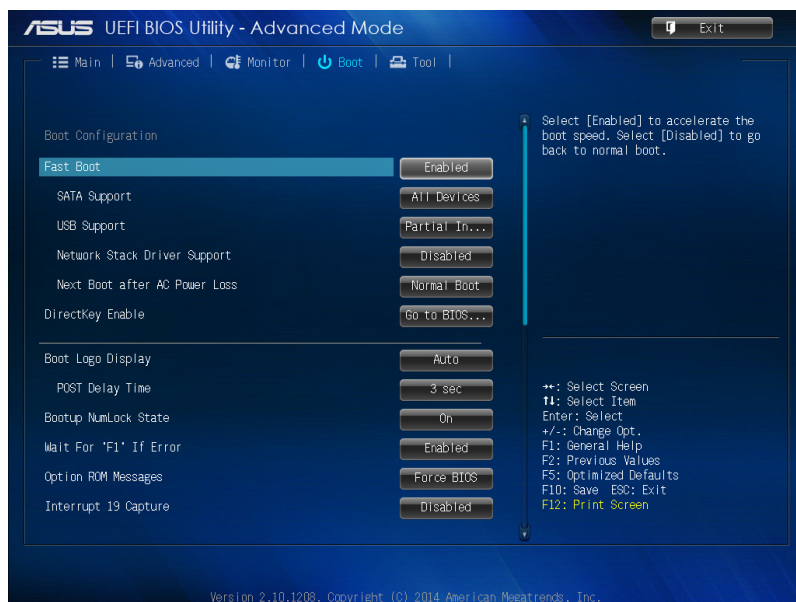 ASUS UEFI BIOS Utility - Advanced Mode
Exit
Main | Advanced | Monitor | Boot | Tool |
Boot Configuration
Fast Boot Enabled
SATA Support All Devices
USB Support Partial In...
Network Stack Driver Support Disabled
Next Boot after AC Power Loss Normal Boot
DirectKey Enable Go to BIOS...
Boot Logo Display Auto
POST Delay Time 3 sec
Bootup NumLock State On
Wait For 'F1' If Error Enabled
Option ROM Messages Force BIOS
Interrupt 19 Capture Disabled
Select [Enabled] to accelerate the
boot speed. Select [Disabled] to go
back to normal boot.
→←: Select Screen
↑↓: Select Item
Enter: Select
+/-: Change Opt.
F1: General Help
F2: Previous Values
F5: Optimized Defaults
F10: Save ESC: Exit
F12: Print Screen
Version 2.10.1208. Copyright (C) 2014 American Megatrends, Inc.